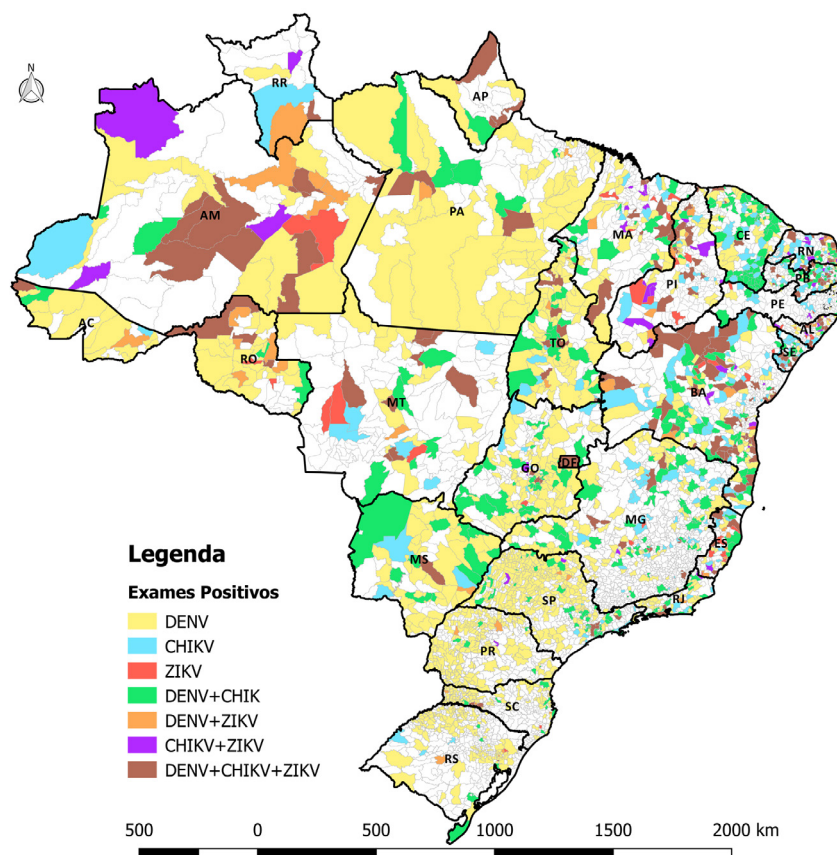 N
RR
AP
AM
PA
MA
CE
RN
PB
PI
PE
AC
AL
TO
SE
RO
BA
MT
GO
DF
MG
ES
MS
SP
RJ
PR
SC
RS
Legenda
Exames Positivos
DENV
CHIKV
ZIKV
DENV+CHIK
DENV+ZIKV
CHIKV+ZIKV
DENV+CHIKV+ZIKV
500 0 500 1000 1500 2000 km